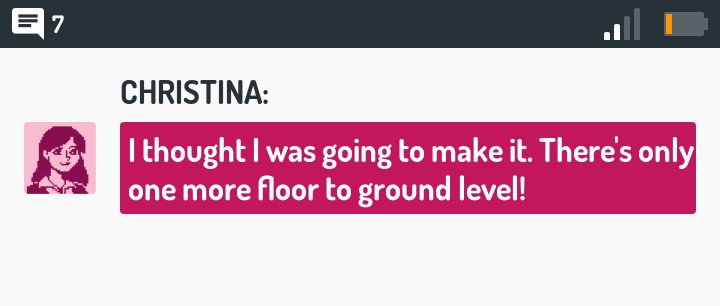 7
CHRISTINA:
I thought I was going to make it. There's only
one more floor to ground level!